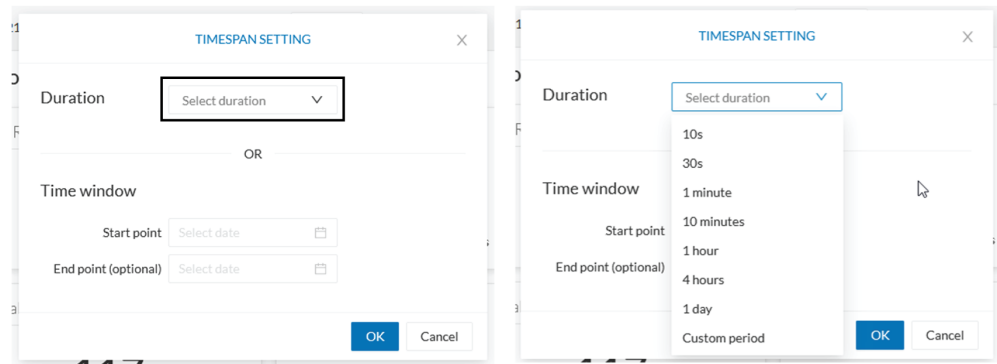 TIMESPAN SETTING
Duration
Select duration
OR
Time window
Start point
Select date
End point (optional)
Select date
OK
Cancel
TIMESPAN SETTING
Duration
Select duration
10s
30s
1 minute
10 minutes
1 hour
4 hours
1 day
Custom period
Time window
Start point
End point (optional)
OK
Cancel